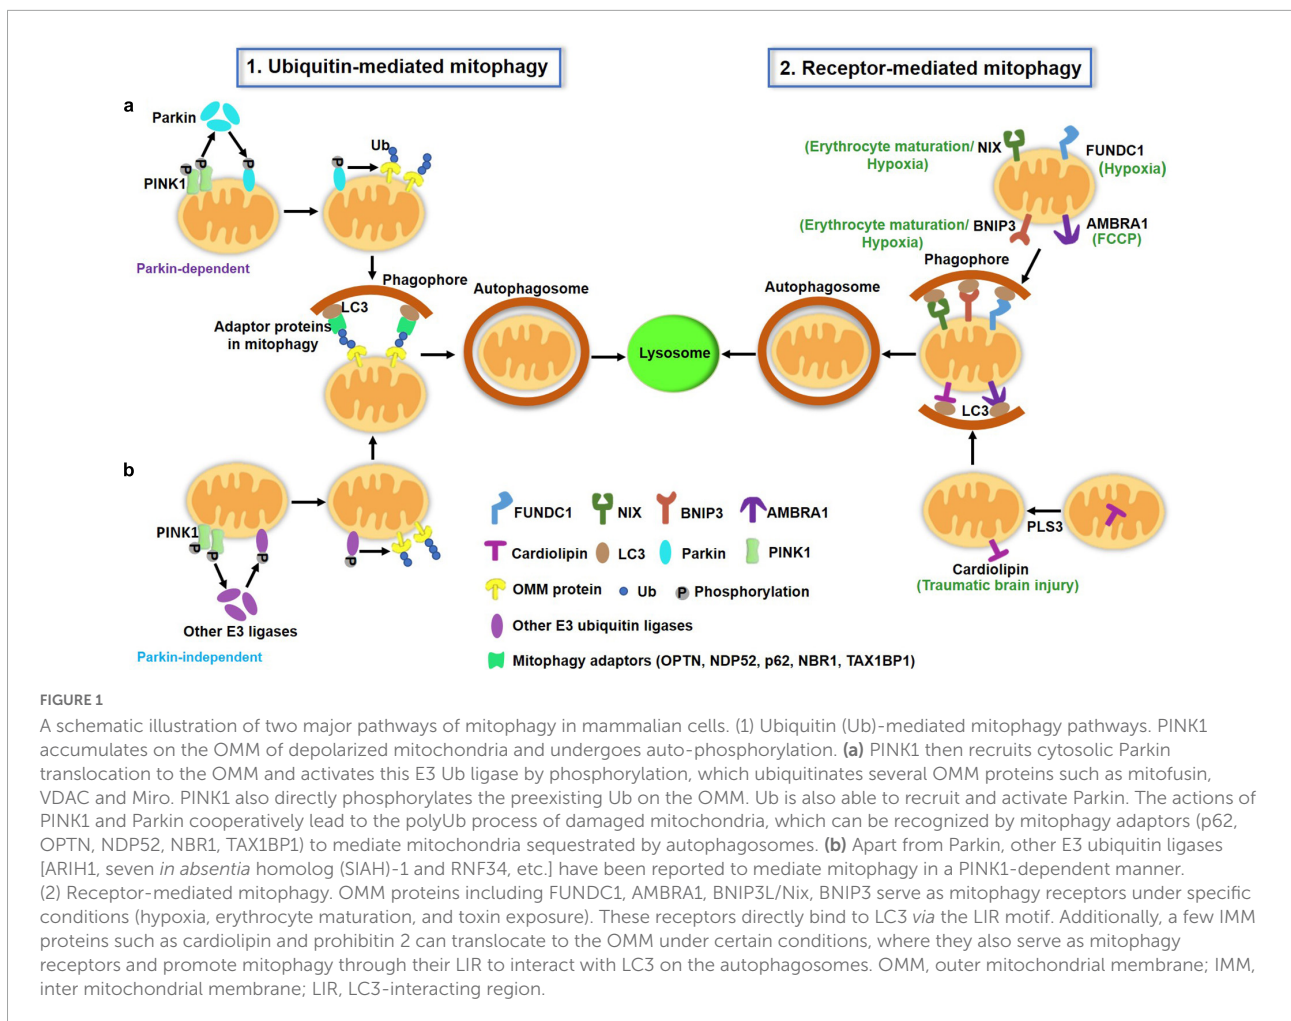 1. Ubiquitin-mediated mitophagy
2. Receptor-mediated mitophagy
a
Parkin
P
P
PINK1
P
P
Ub
Parkin-dependent
Phagophore
LC3
Adaptor proteins
in mitophagy
Autophagosome
Lysosome
Autophagosome
(Erythrocyte maturation/
Hypoxia)
NIX
FUNDC1
(Hypoxia)
(Erythrocyte maturation/
Hypoxia)
BNIP3
AMBRA1
(FCCP)
Phagophore
LC3
b
PINK1
P
P
P
P
Other E3 ligases
Parkin-independent
PLS3
Cardiolipin
(Traumatic brain injury)
FUNDC1
NIX
BNIP3
AMBRA1
Cardiolipin
LC3
Parkin
PINK1
OMM protein
Ub
P
Phosphorylation
Other E3 ubiquitin ligases
Mitophagy adaptors (OPTN, NDP52, p62, NBR1, TAX1BP1)
FIGURE 1
A schematic illustration of two major pathways of mitophagy in mammalian cells. (1) Ubiquitin (Ub)-mediated mitophagy pathways. PINK1
accumulates on the OMM of depolarized mitochondria and undergoes auto-phosphorylation. (a) PINK1 then recruits cytosolic Parkin
translocation to the OMM and activates this E3 Ub ligase by phosphorylation, which ubiquitinates several OMM proteins such as mitofusin,
VDAC and Miro. PINK1 also directly phosphorylates the preexisting Ub on the OMM. Ub is also able to recruit and activate Parkin. The actions of
PINK1 and Parkin cooperatively lead to the polyUb process of damaged mitochondria, which can be recognized by mitophagy adaptors (p62,
OPTN, NDP52, NBR1, TAX1BP1) to mediate mitochondria sequestrated by autophagosomes. (b) Apart from Parkin, other E3 ubiquitin ligases
[ARIH1, seven in absentia homolog (SIAH)-1 and RNF34, etc.] have been reported to mediate mitophagy in a PINK1-dependent manner.
(2) Receptor-mediated mitophagy. OMM proteins including FUNDC1, AMBRA1, BNIP3L/Nix, BNIP3 serve as mitophagy receptors under specific
conditions (hypoxia, erythrocyte maturation, and toxin exposure). These receptors directly bind to LC3 via the LIR motif. Additionally, a few IMM
proteins such as cardiolipin and prohibitin 2 can translocate to the OMM under certain conditions, where they also serve as mitophagy
receptors and promote mitophagy through their LIR to interact with LC3 on the autophagosomes. OMM, outer mitochondrial membrane; IMM,
inter mitochondrial membrane; LIR, LC3-interacting region.